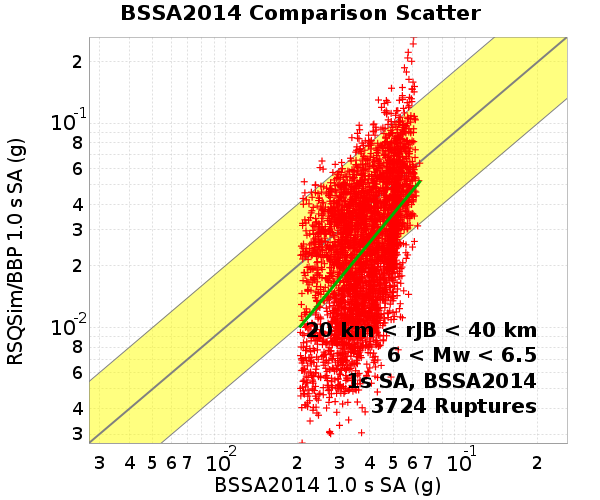 BSSA2014 Comparison Scatter
RSQSim/BBP 1.0 s SA (g)
2
10⁻¹
8
6
4
3
2
10⁻²
8
6
4
3
20 km < rJB < 40 km
6 < Mw < 6.5
1s SA, BSSA2014
3724 Ruptures
3 4 5 6 7 10⁻² 2 3 4 5 6 7 10⁻¹ 2
BSSA2014 1.0 s SA (g)